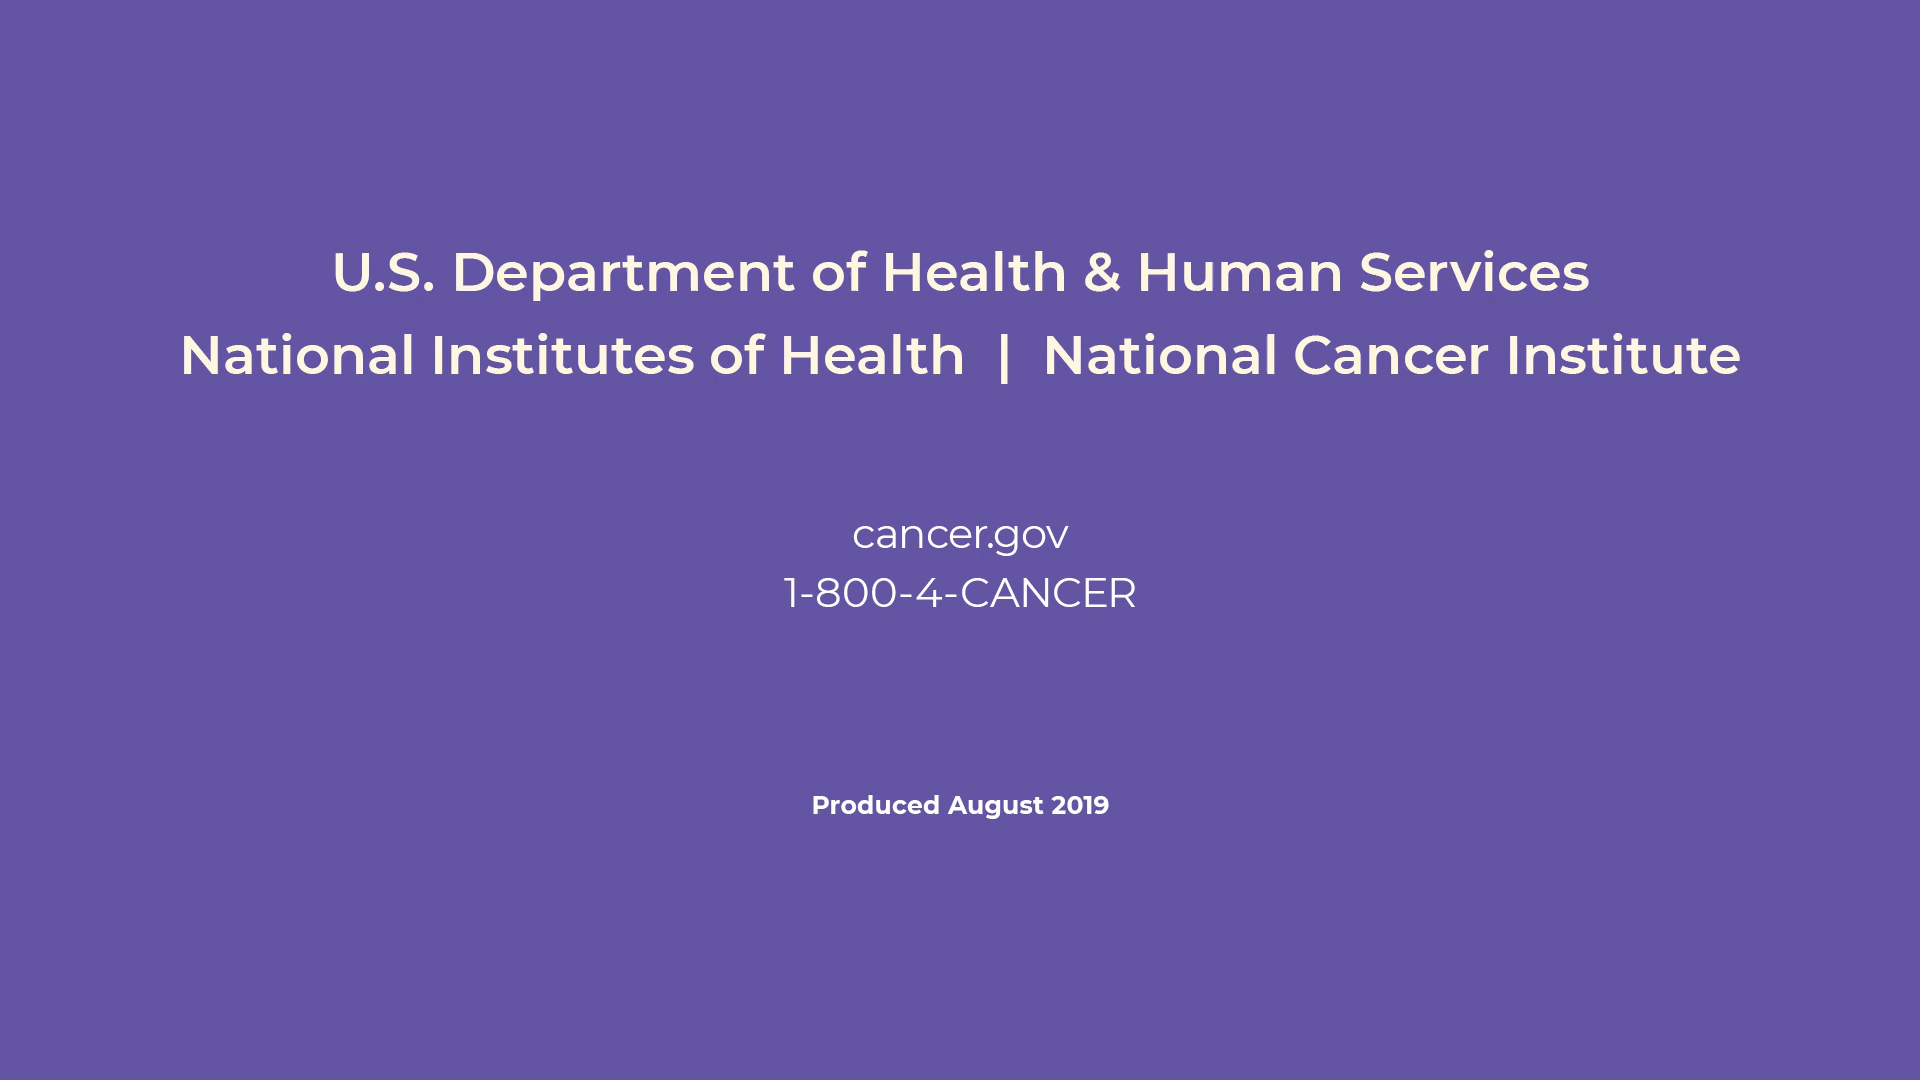 U.S. Department of Health & Human Services
National Institutes of Health | National Cancer Institute
cancer.gov
1-800-4-CANCER
Produced August 2019